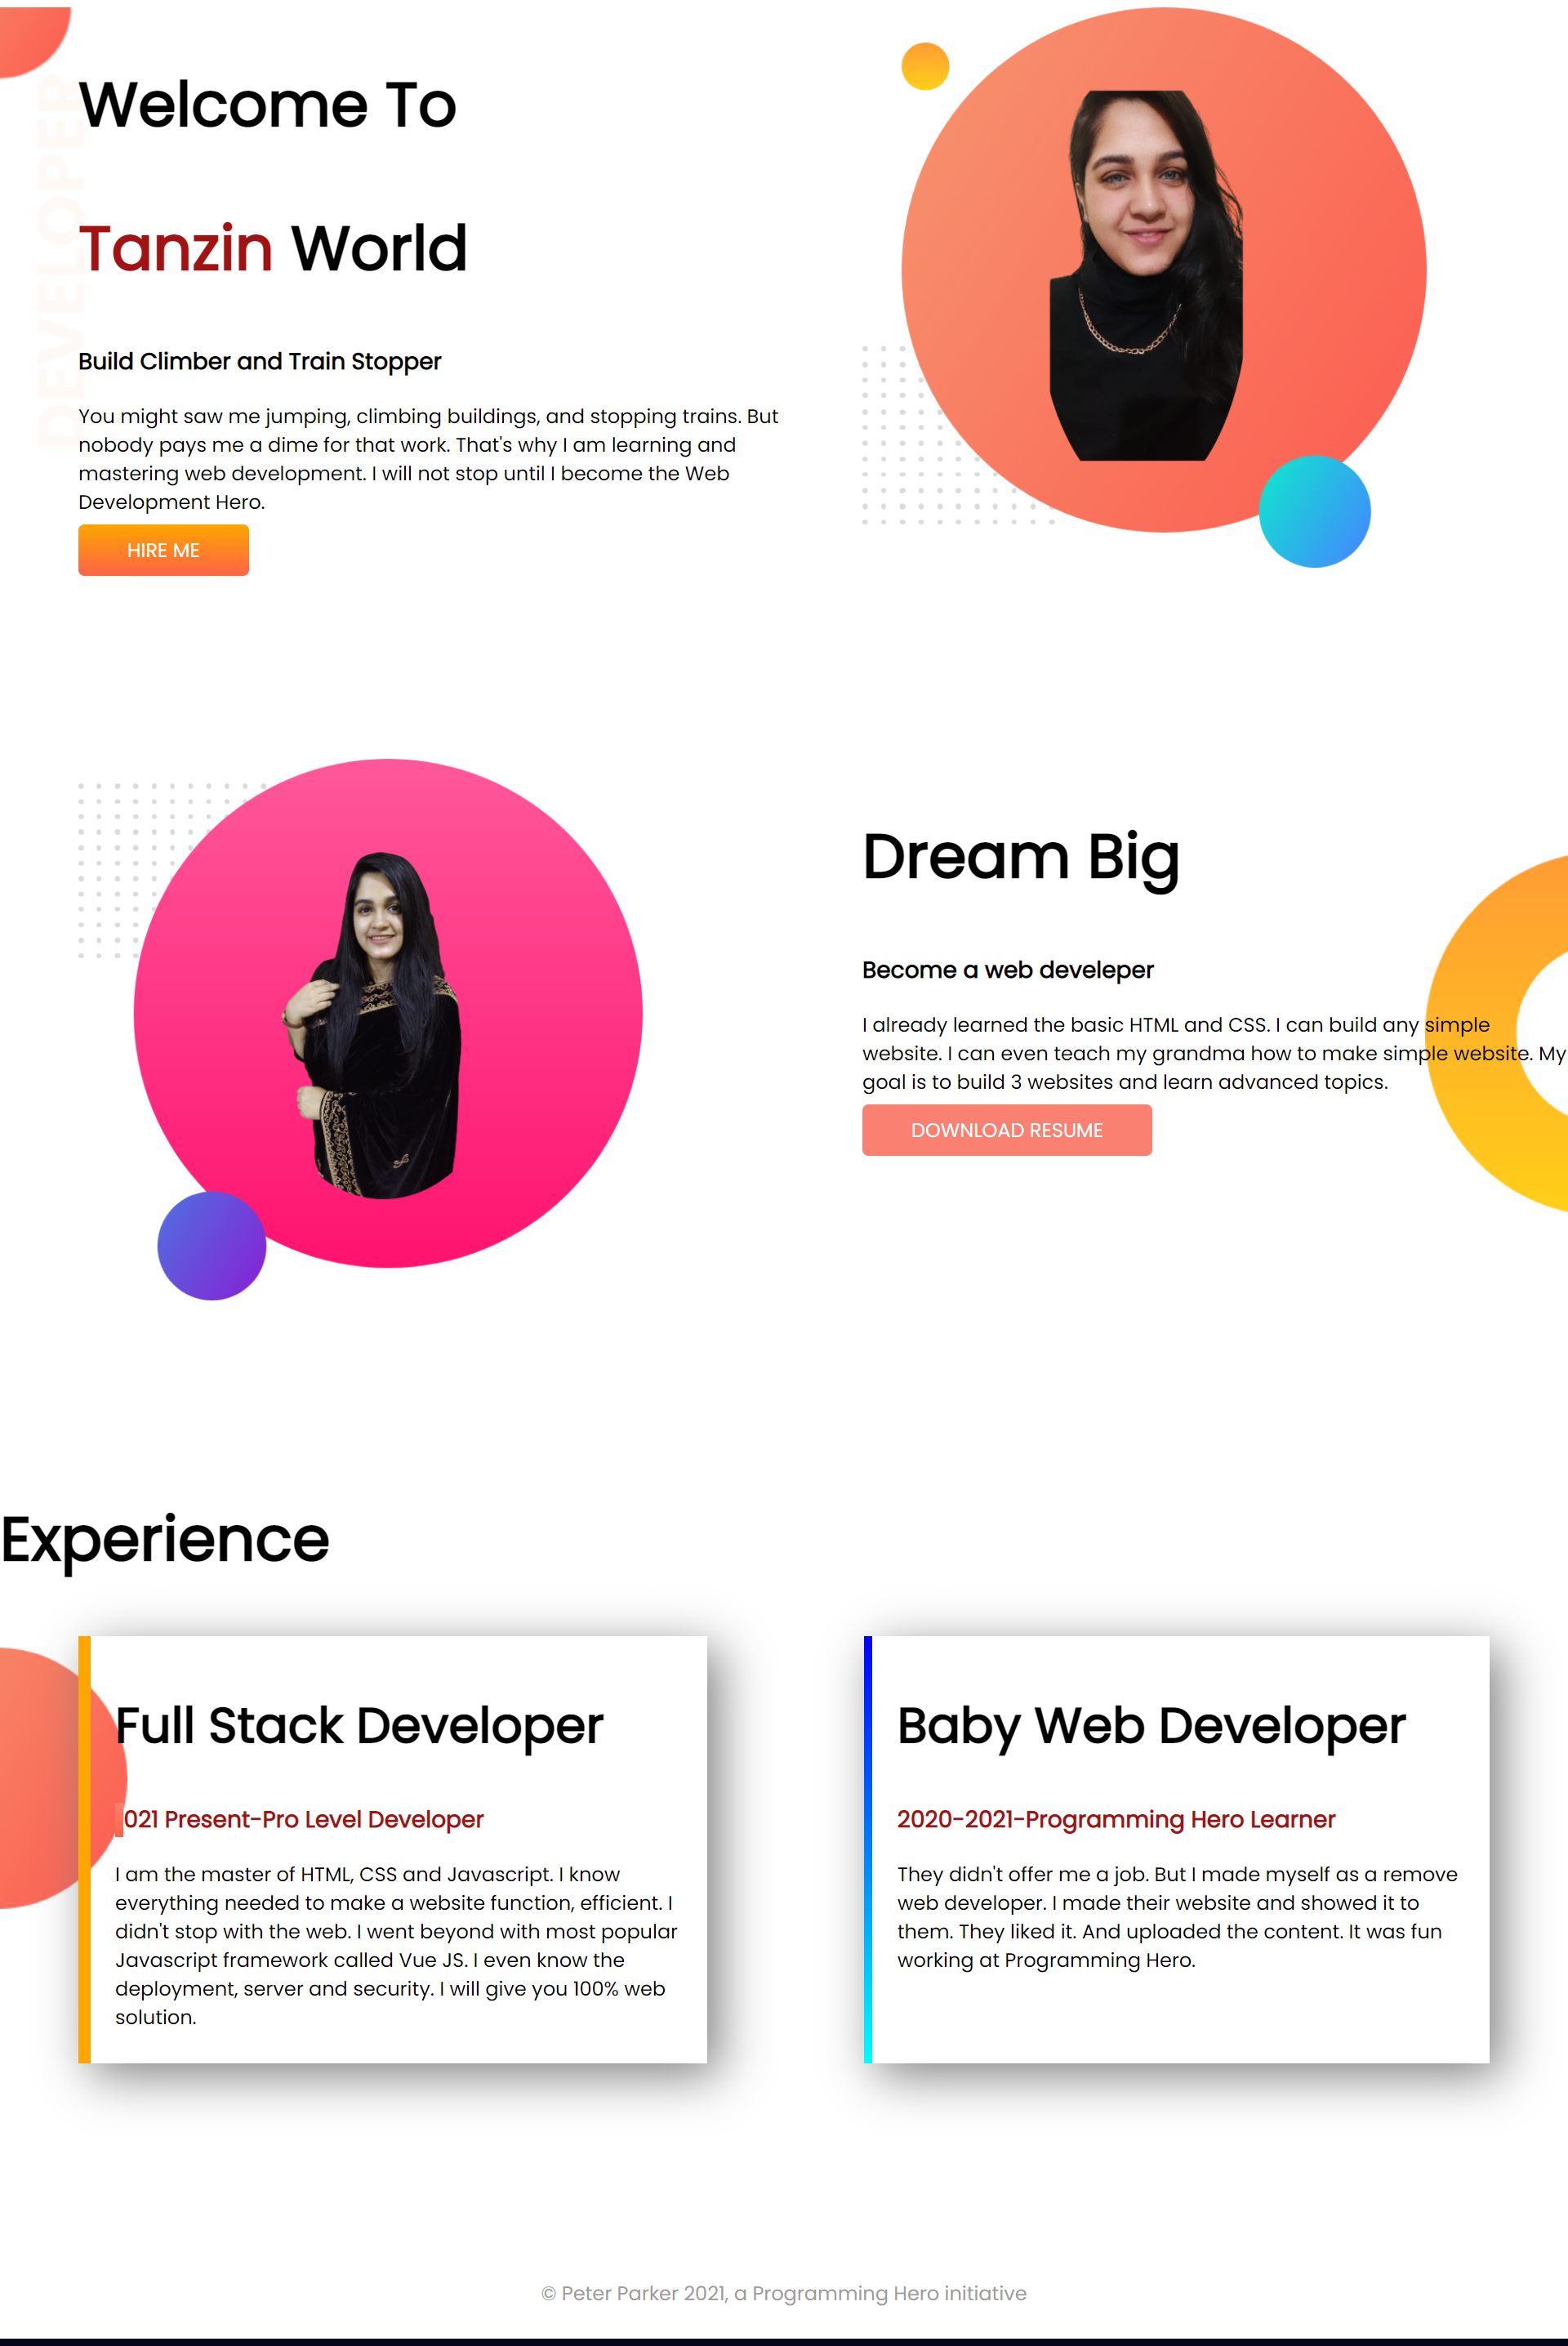 DEVELOPER
Welcome To
Tanzin World
Build Climber and Train Stopper
You might saw me jumping, climbing buildings, and stopping trains. But
nobody pays me a dime for that work. That's why I am learning and
mastering web development. I will not stop until I become the Web
Development Hero.
HIRE ME
Dream Big
Become a web develeper
I already learned the basic HTML and CSS. I can build any simple
website. I can even teach my grandma how to make simple website. My
goal is to build 3 websites and learn advanced topics.
DOWNLOAD RESUME
Experience
Full Stack Developer
021 Present-Pro Level Developer
I am the master of HTML, CSS and Javascript. I know
everything needed to make a website function, efficient. I
didn't stop with the web. I went beyond with most popular
Javascript framework called Vue JS. I even know the
deployment, server and security. I will give you 100% web
solution.
Baby Web Developer
2020-2021-Programming Hero Learner
They didn't offer me a job. But I made myself as a remove
web developer. I made their website and showed it to
them. They liked it. And uploaded the content. It was fun
working at Programming Hero.
© Peter Parker 2021, a Programming Hero initiative